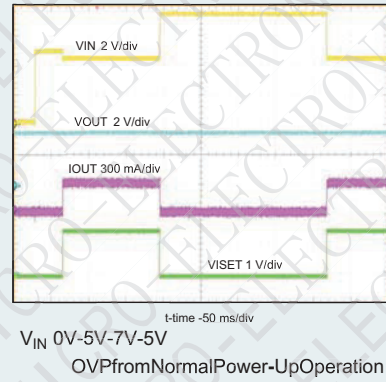 VIN 2 V/div
VOUT 2 V/div
IOUT 300 mA/div
VISET 1 V/div
t-time -50 ms/div
VIN 0V-5V-7V-5V
OVPfromNormalPower-UpOperation